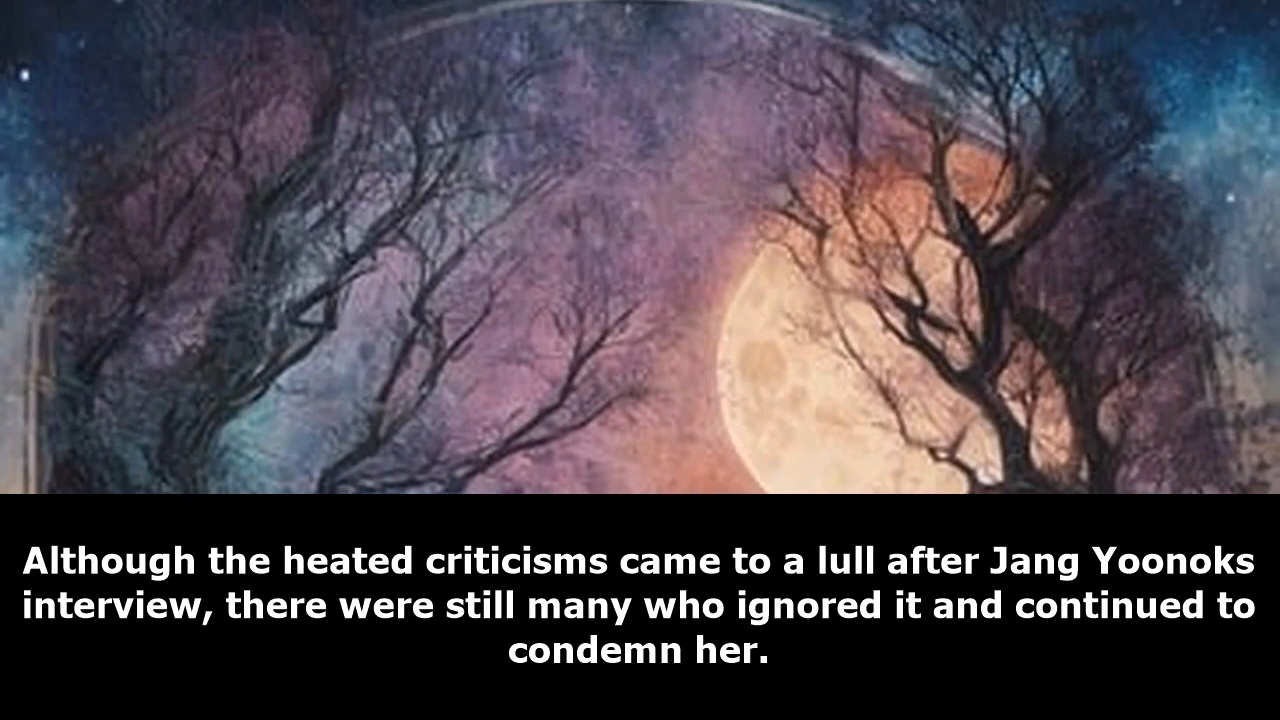 Although the heated criticisms came to a lull after Jang Yoonoks
interview, there were still many who ignored it and continued to
condemn her.